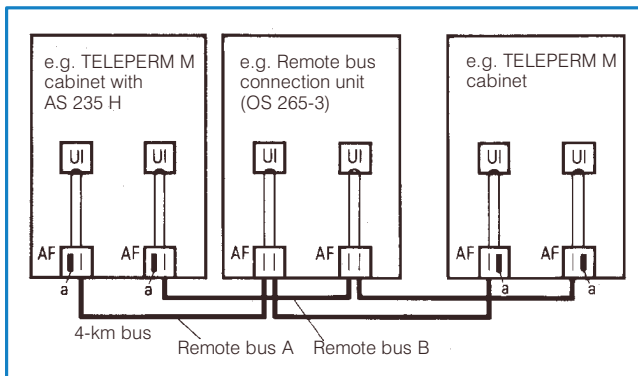 e.g. TELEPERM M
cabinet with
AS 235 H
e.g. Remote bus
connection unit
(OS 265-3)
e.g. TELEPERM M
cabinet
UI
UI
UI
UI
UI
UI
AF
AF
AF
AF
AF
AF
a
a
a
a
4-km bus
Remote bus A
Remote bus B